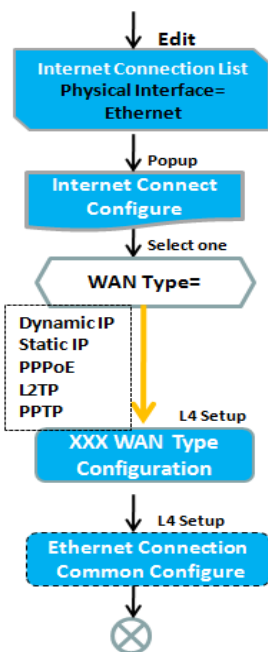 Edit
Internet Connection List
Physical Interface=
Ethernet
Popup
Internet Connect
Configure
Select one
WAN Type=
Dynamic IP
Static IP
PPPoE
L2TP
PPTP
L4 Setup
XXX WAN Type
Configuration
L4 Setup
Ethernet Connection
Common Configure